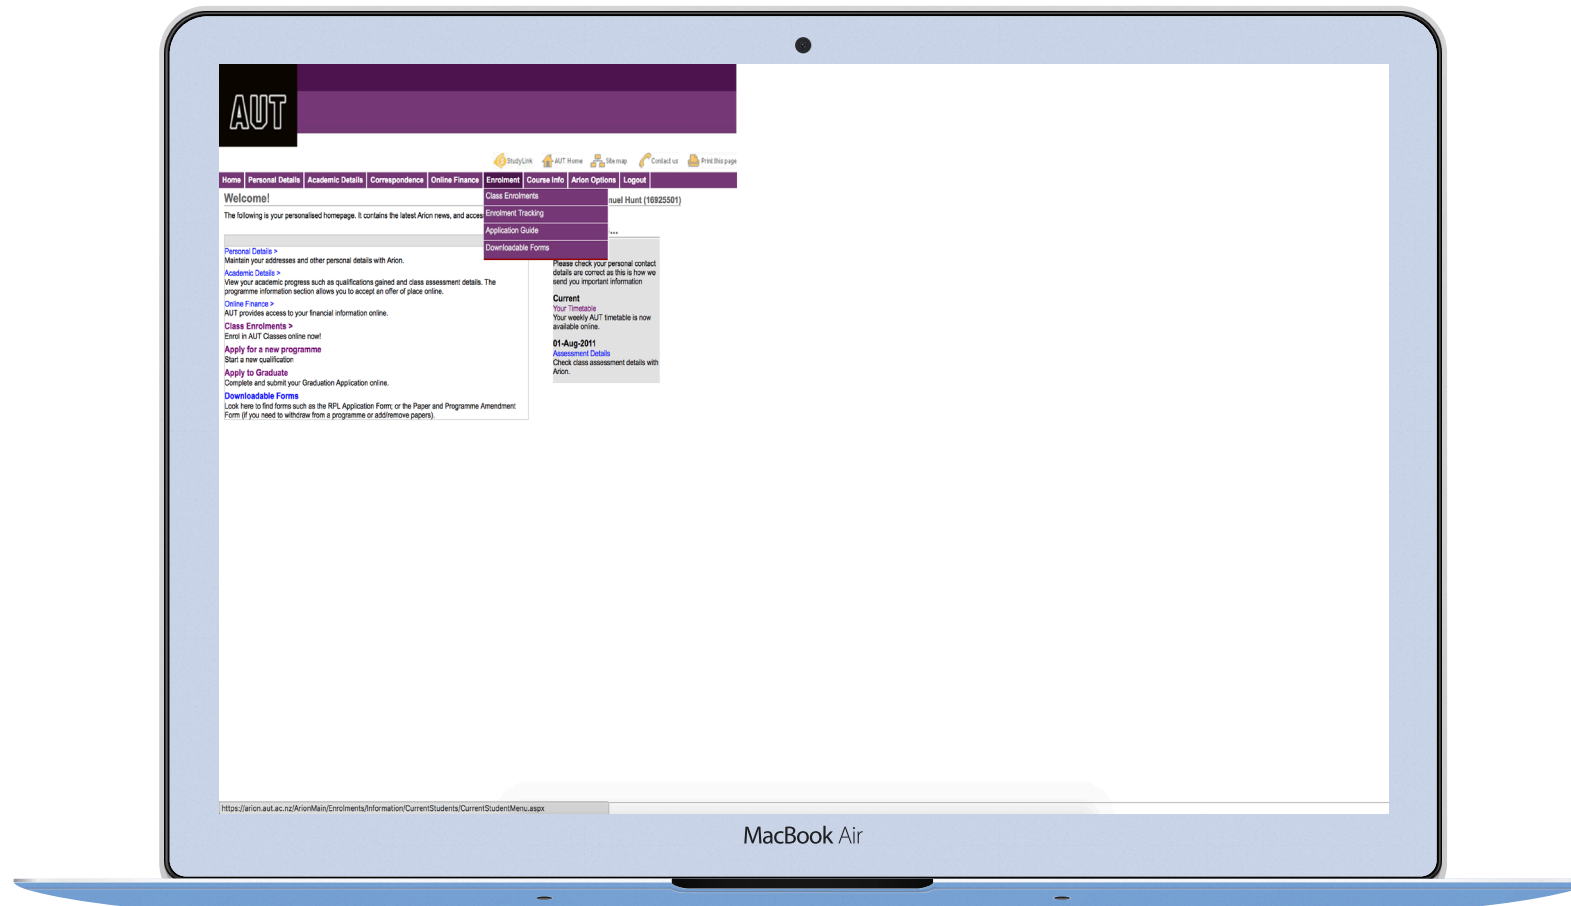 AUT
StudyLink AUT Home Site map Contact us Print this page
Home Personal Details Academic Details Correspondence Online Finance Enrolment Course Info Arion Options Logout
Welcome!
nuel Hunt (16925501)
The following is your personalised homepage. It contains the latest Arion news, and acces
Class Enrolments
Enrolment Tracking
Application Guide
Downloadable Forms
Personal Details >
Maintain your addresses and other personal details with Arion.
Academic Details >
View your academic progress such as qualifications gained and class assessment details. The
programme information section allows you to accept an offer of place online.
Online Finance >
AUT provides access to your financial information online.
Class Enrolments >
Enrol in AUT Classes online now!
Apply for a new programme
Start a new qualification
Apply to Graduate
Complete and submit your Graduation Application online.
Downloadable Forms
Look here to find forms such as the RPL Application Form; or the Paper and Programme Amendment
Form (if you need to withdraw from a programme or add/remove papers).
...
Please check your personal contact
details are correct as this is how we
send you important information
Current
Your Timetable
Your weekly AUT timetable is now
available online.
01-Aug-2011
Assessment Details
Check class assessment details with
Arion.
https://arion.aut.ac.nz/ArionMain/Enrolments/Information/CurrentStudents/CurrentStudentMenu.aspx
MacBook Air